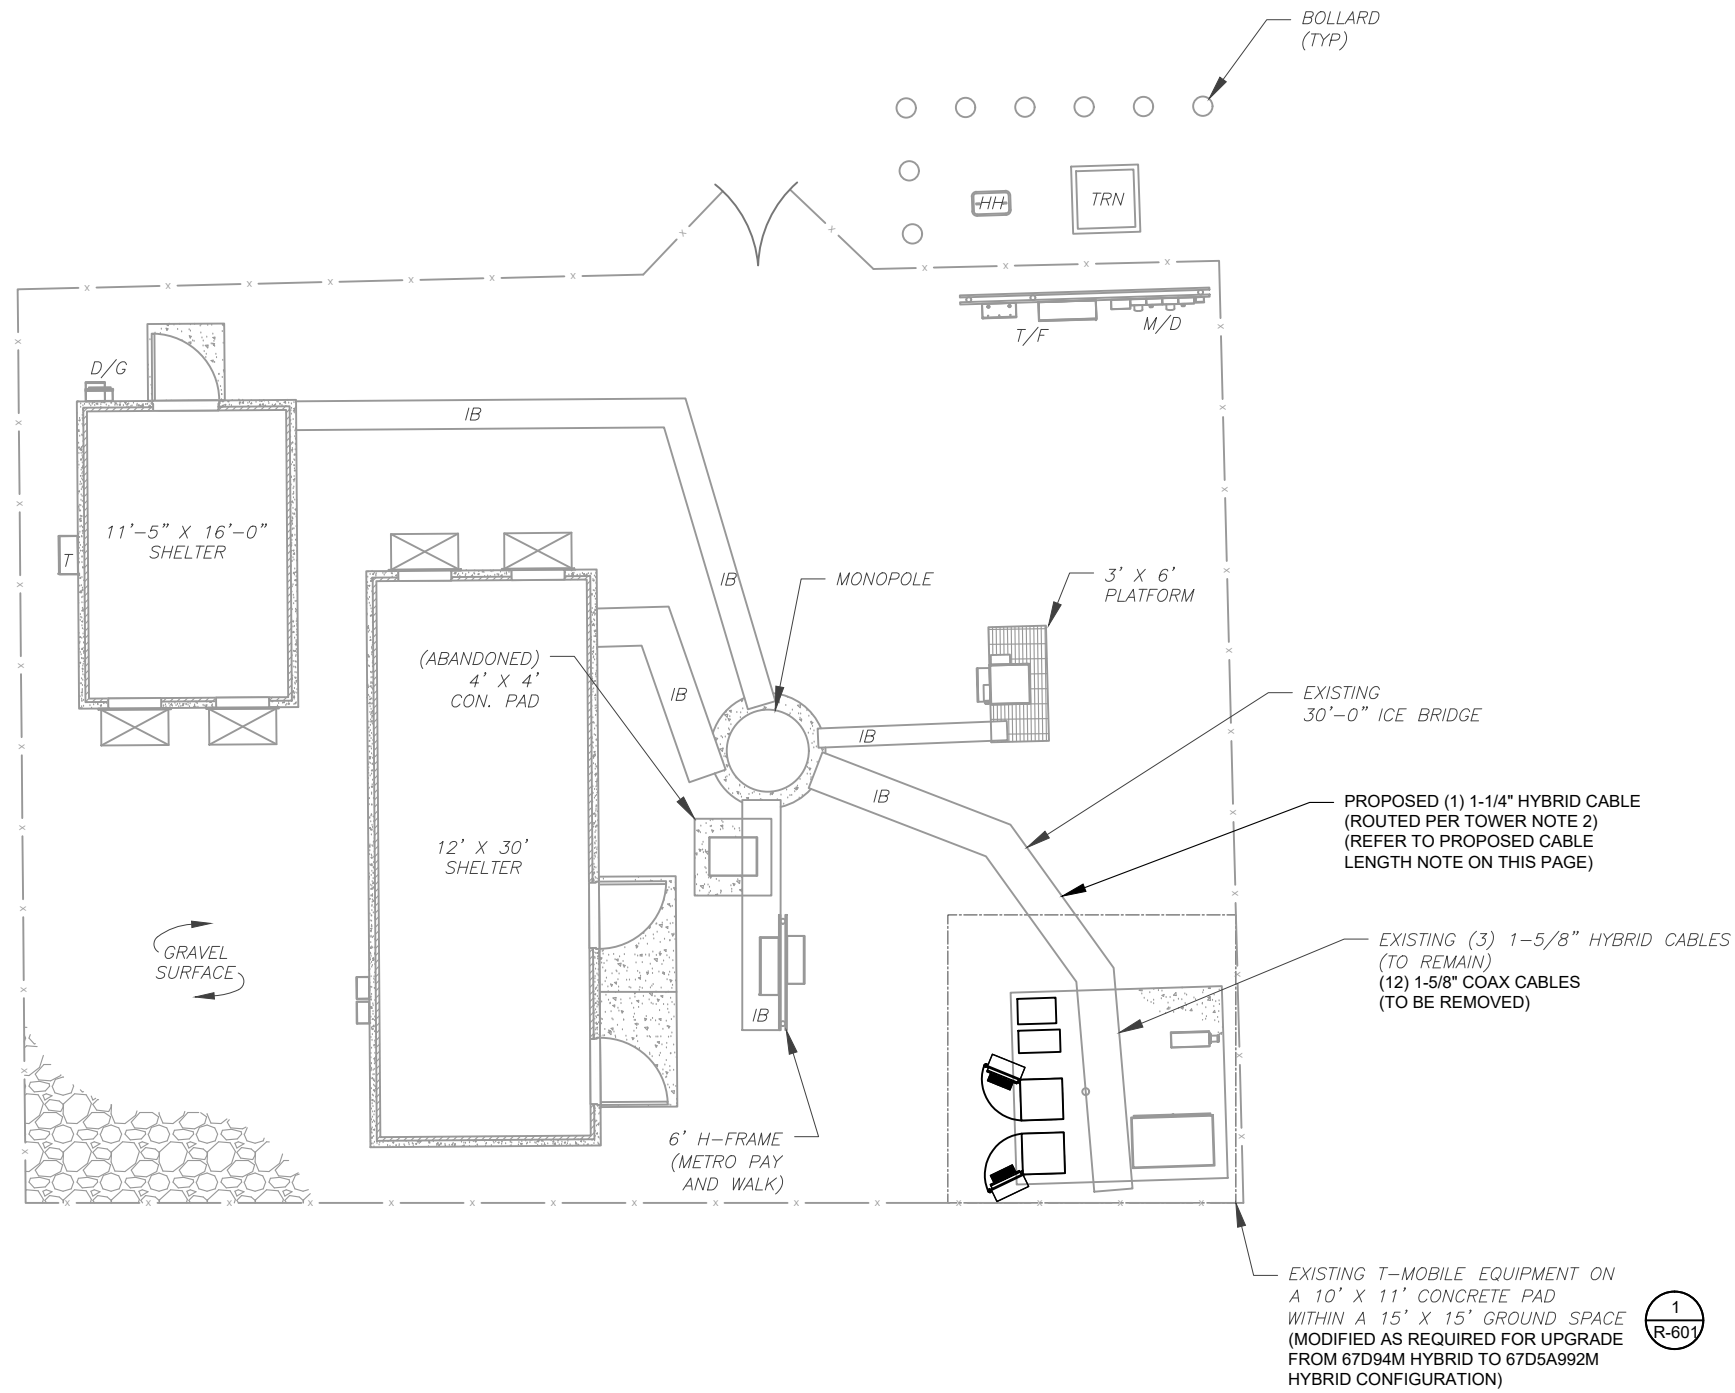 BOLLARD
(TYP)
HH
TRN
T/F
M/D
D/G
IB
11'-5" X 16'-0"
SHELTER
T
IB
MONOPOLE
3' X 6'
PLATFORM
(ABANDONED)
4' X 4'
CON. PAD
IB
EXISTING
30'-0" ICE BRIDGE
IB
IB
PROPOSED (1) 1-1/4" HYBRID CABLE
(ROUTED PER TOWER NOTE 2)
(REFER TO PROPOSED CABLE
LENGTH NOTE ON THIS PAGE)
12' X 30'
SHELTER
GRAVEL
SURFACE
EXISTING (3) 1-5/8" HYBRID CABLES
(TO REMAIN)
(12) 1-5/8" COAX CABLES
(TO BE REMOVED)
IB
6' H-FRAME
(METRO PAY
AND WALK)
EXISTING T-MOBILE EQUIPMENT ON
A 10' X 11' CONCRETE PAD
WITHIN A 15' X 15' GROUND SPACE
(MODIFIED AS REQUIRED FOR UPGRADE
FROM 67D94M HYBRID TO 67D5A992M
HYBRID CONFIGURATION)
1
R-601